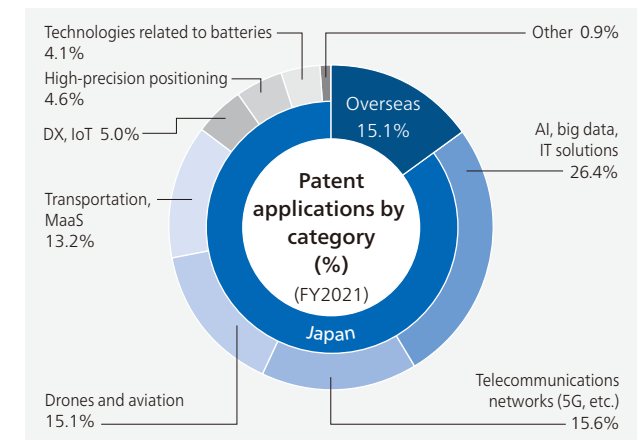 Technologies related to batteries
4.1%
High-precision positioning
4.6%
DX, IoT 5.0%
Transportation,
MaaS
13.2%
Drones and aviation
15.1%
Other 0.9%
Overseas
15.1%
AI, big data,
IT solutions
26.4%
Telecommunications
networks (5G, etc.)
15.6%
Patent
applications by
category
(%)
(FY2021)
Japan